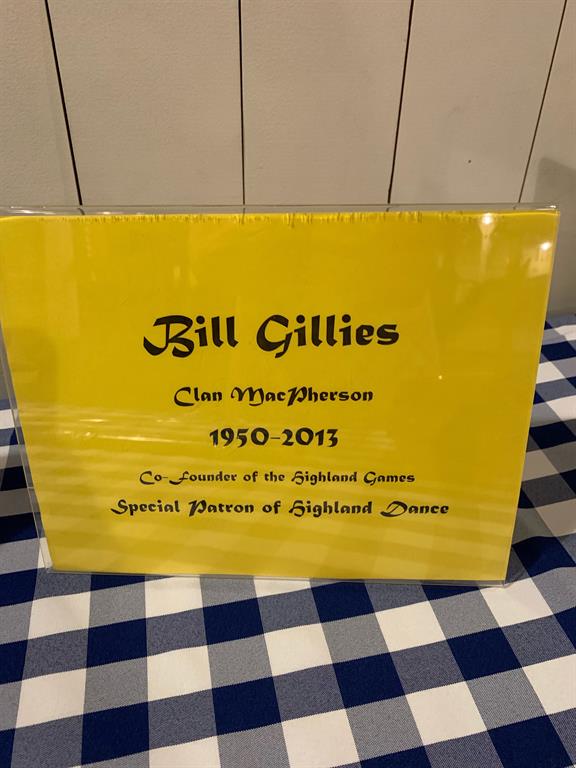 Bill Gillies
Clan MacPherson
1950-2013
Co-Founder of the Highland Games
Special Patron of Highland Dance